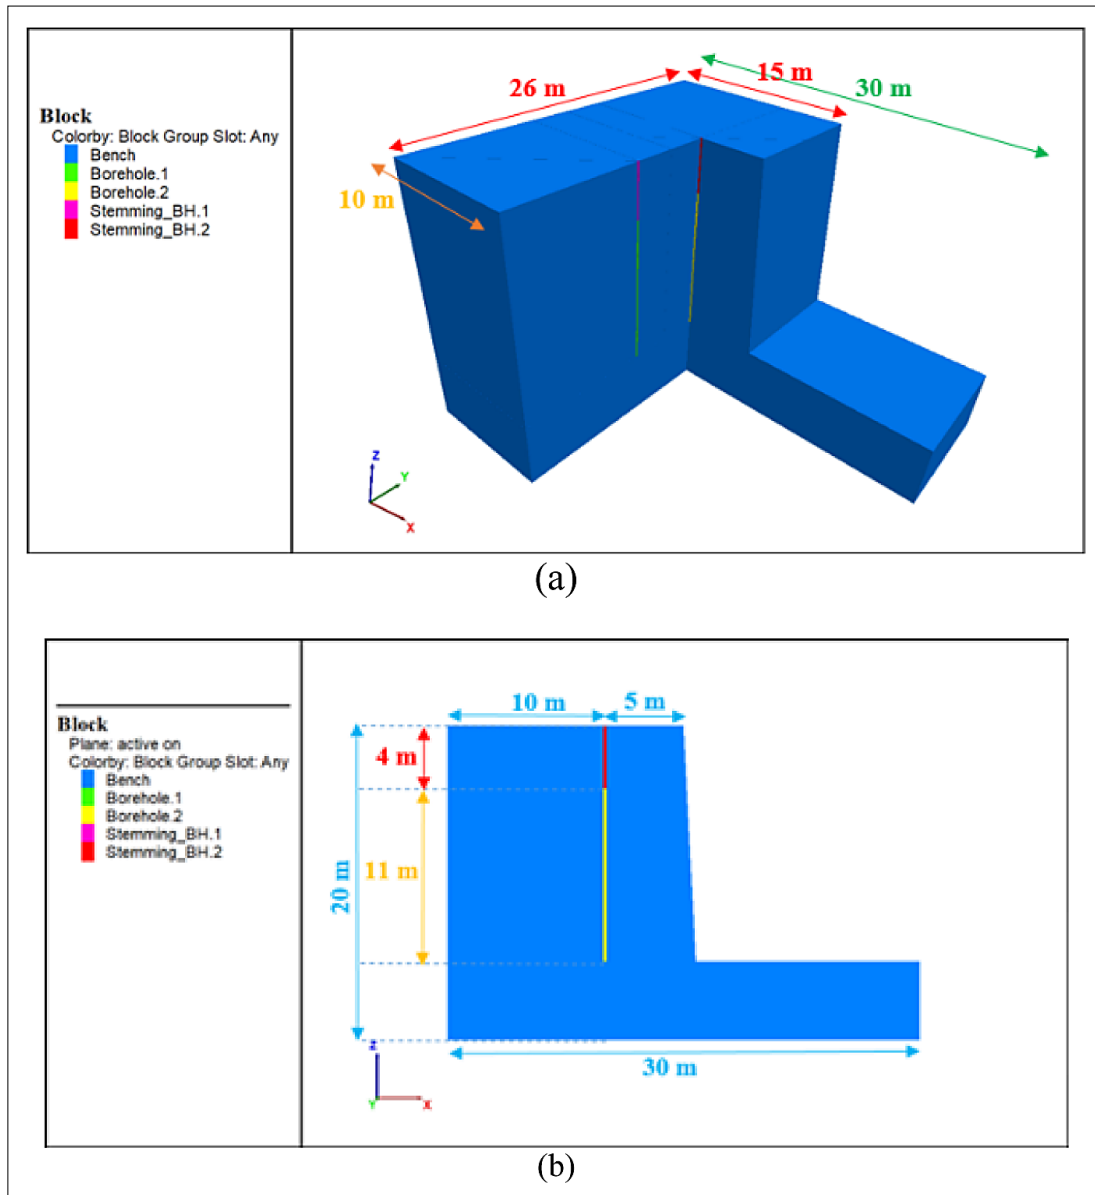 Block
Colorby: Block Group Slot: Any
Bench
Borehole.1
Borehole.2
Stemming_BH.1
Stemming_BH.2
26 m
15 m
30 m
10 m
Z
Y
X
(a)
Block
Plane: active on
Colorby: Block Group Slot: Any
Bench
Borehole.1
Borehole.2
Stemming_BH.1
Stemming_BH.2
10 m
5 m
4 m
11 m
20 m
30 m
Z
Y
X
(b)